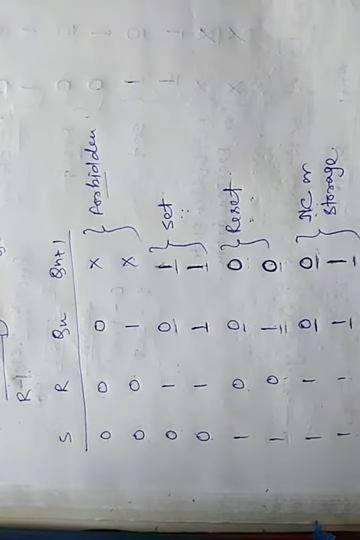 R
S R Qn Qn+1
0 0 0 X } Forbidden
0 0 1 X
0 1 0 1 } Set
0 1 1 1
1 0 0 0 } Reset
1 0 1 0
1 1 0 0 } NC or
1 1 1 1 Storage